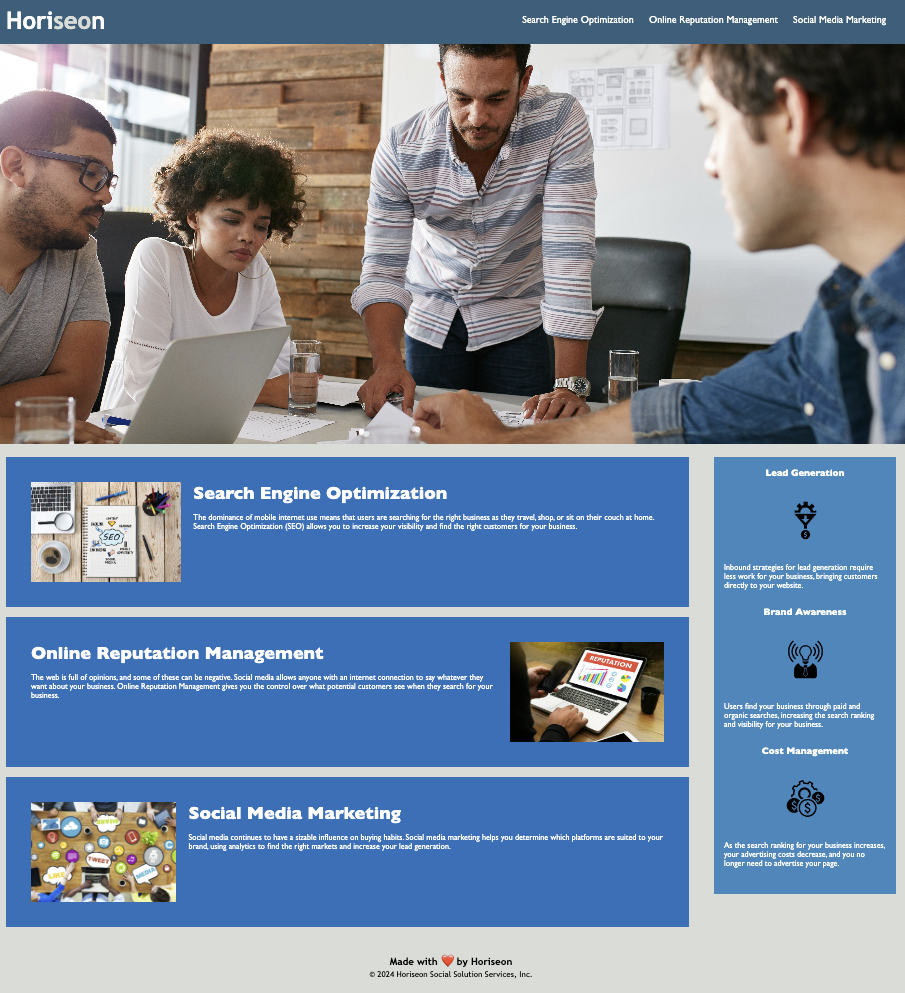 Horiseon
Search Engine Optimization Online Reputation Management Social Media Marketing
Search Engine Optimization
The dominance of mobile internet use means that users are searching for the right business as they travel, shop, or sit on their couch at home.
Search Engine Optimization (SEO) allows you to increase your visibility and find the right customers for your business.
SEO
Online Reputation Management
The web is full of opinions, and some of these can be negative. Social media allows anyone with an internet connection to say whatever they
want about your business. Online Reputation Management gives you the control over what potential customers see when they search for your
business.
REPUTATION
Social Media Marketing
Social media continues to have a sizable influence on buying habits. Social media marketing helps you determine which platforms are suited to your
brand, using analytics to find the right markets and increase your lead generation.
TWEET
LIKE
MEDIA
Lead Generation
Inbound strategies for lead generation require
less work for your business, bringing customers
directly to your website.
Brand Awareness
Users find your business through paid and
organic searches, increasing the search ranking
and visibility for your business.
Cost Management
As the search ranking for your business increases,
your advertising costs decrease, and you no
longer need to advertise your page.
Made with ❤️ by Horiseon
© 2024 Horiseon Social Solution Services, Inc.